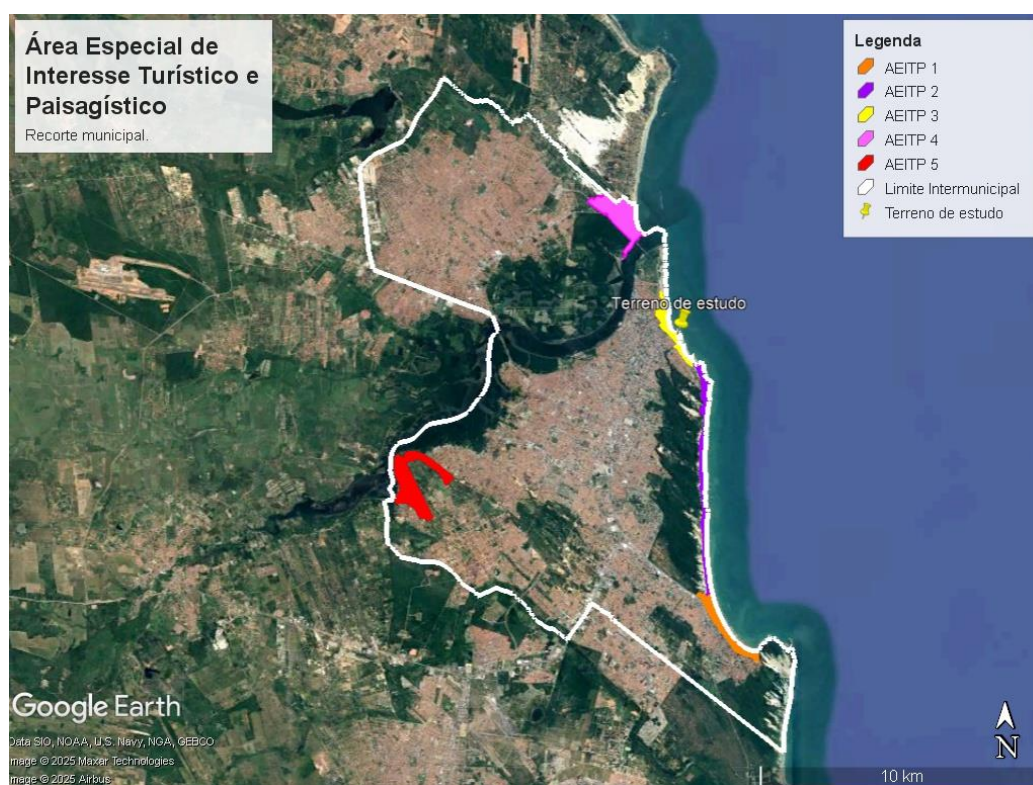 Área Especial de
Interesse Turístico e
Paisagístico
Recorte municipal.
Legenda
AEITP 1
AEITP 2
AEITP 3
AEITP 4
AEITP 5
Limite Intermunicipal
Terreno de estudo
Terreno de estudo
Google Earth
Data SIO, NOAA, U.S. Navy, NGA, GEBCO
Image © 2025 Maxar Technologies
Image © 2025 Airbus
N
10 km